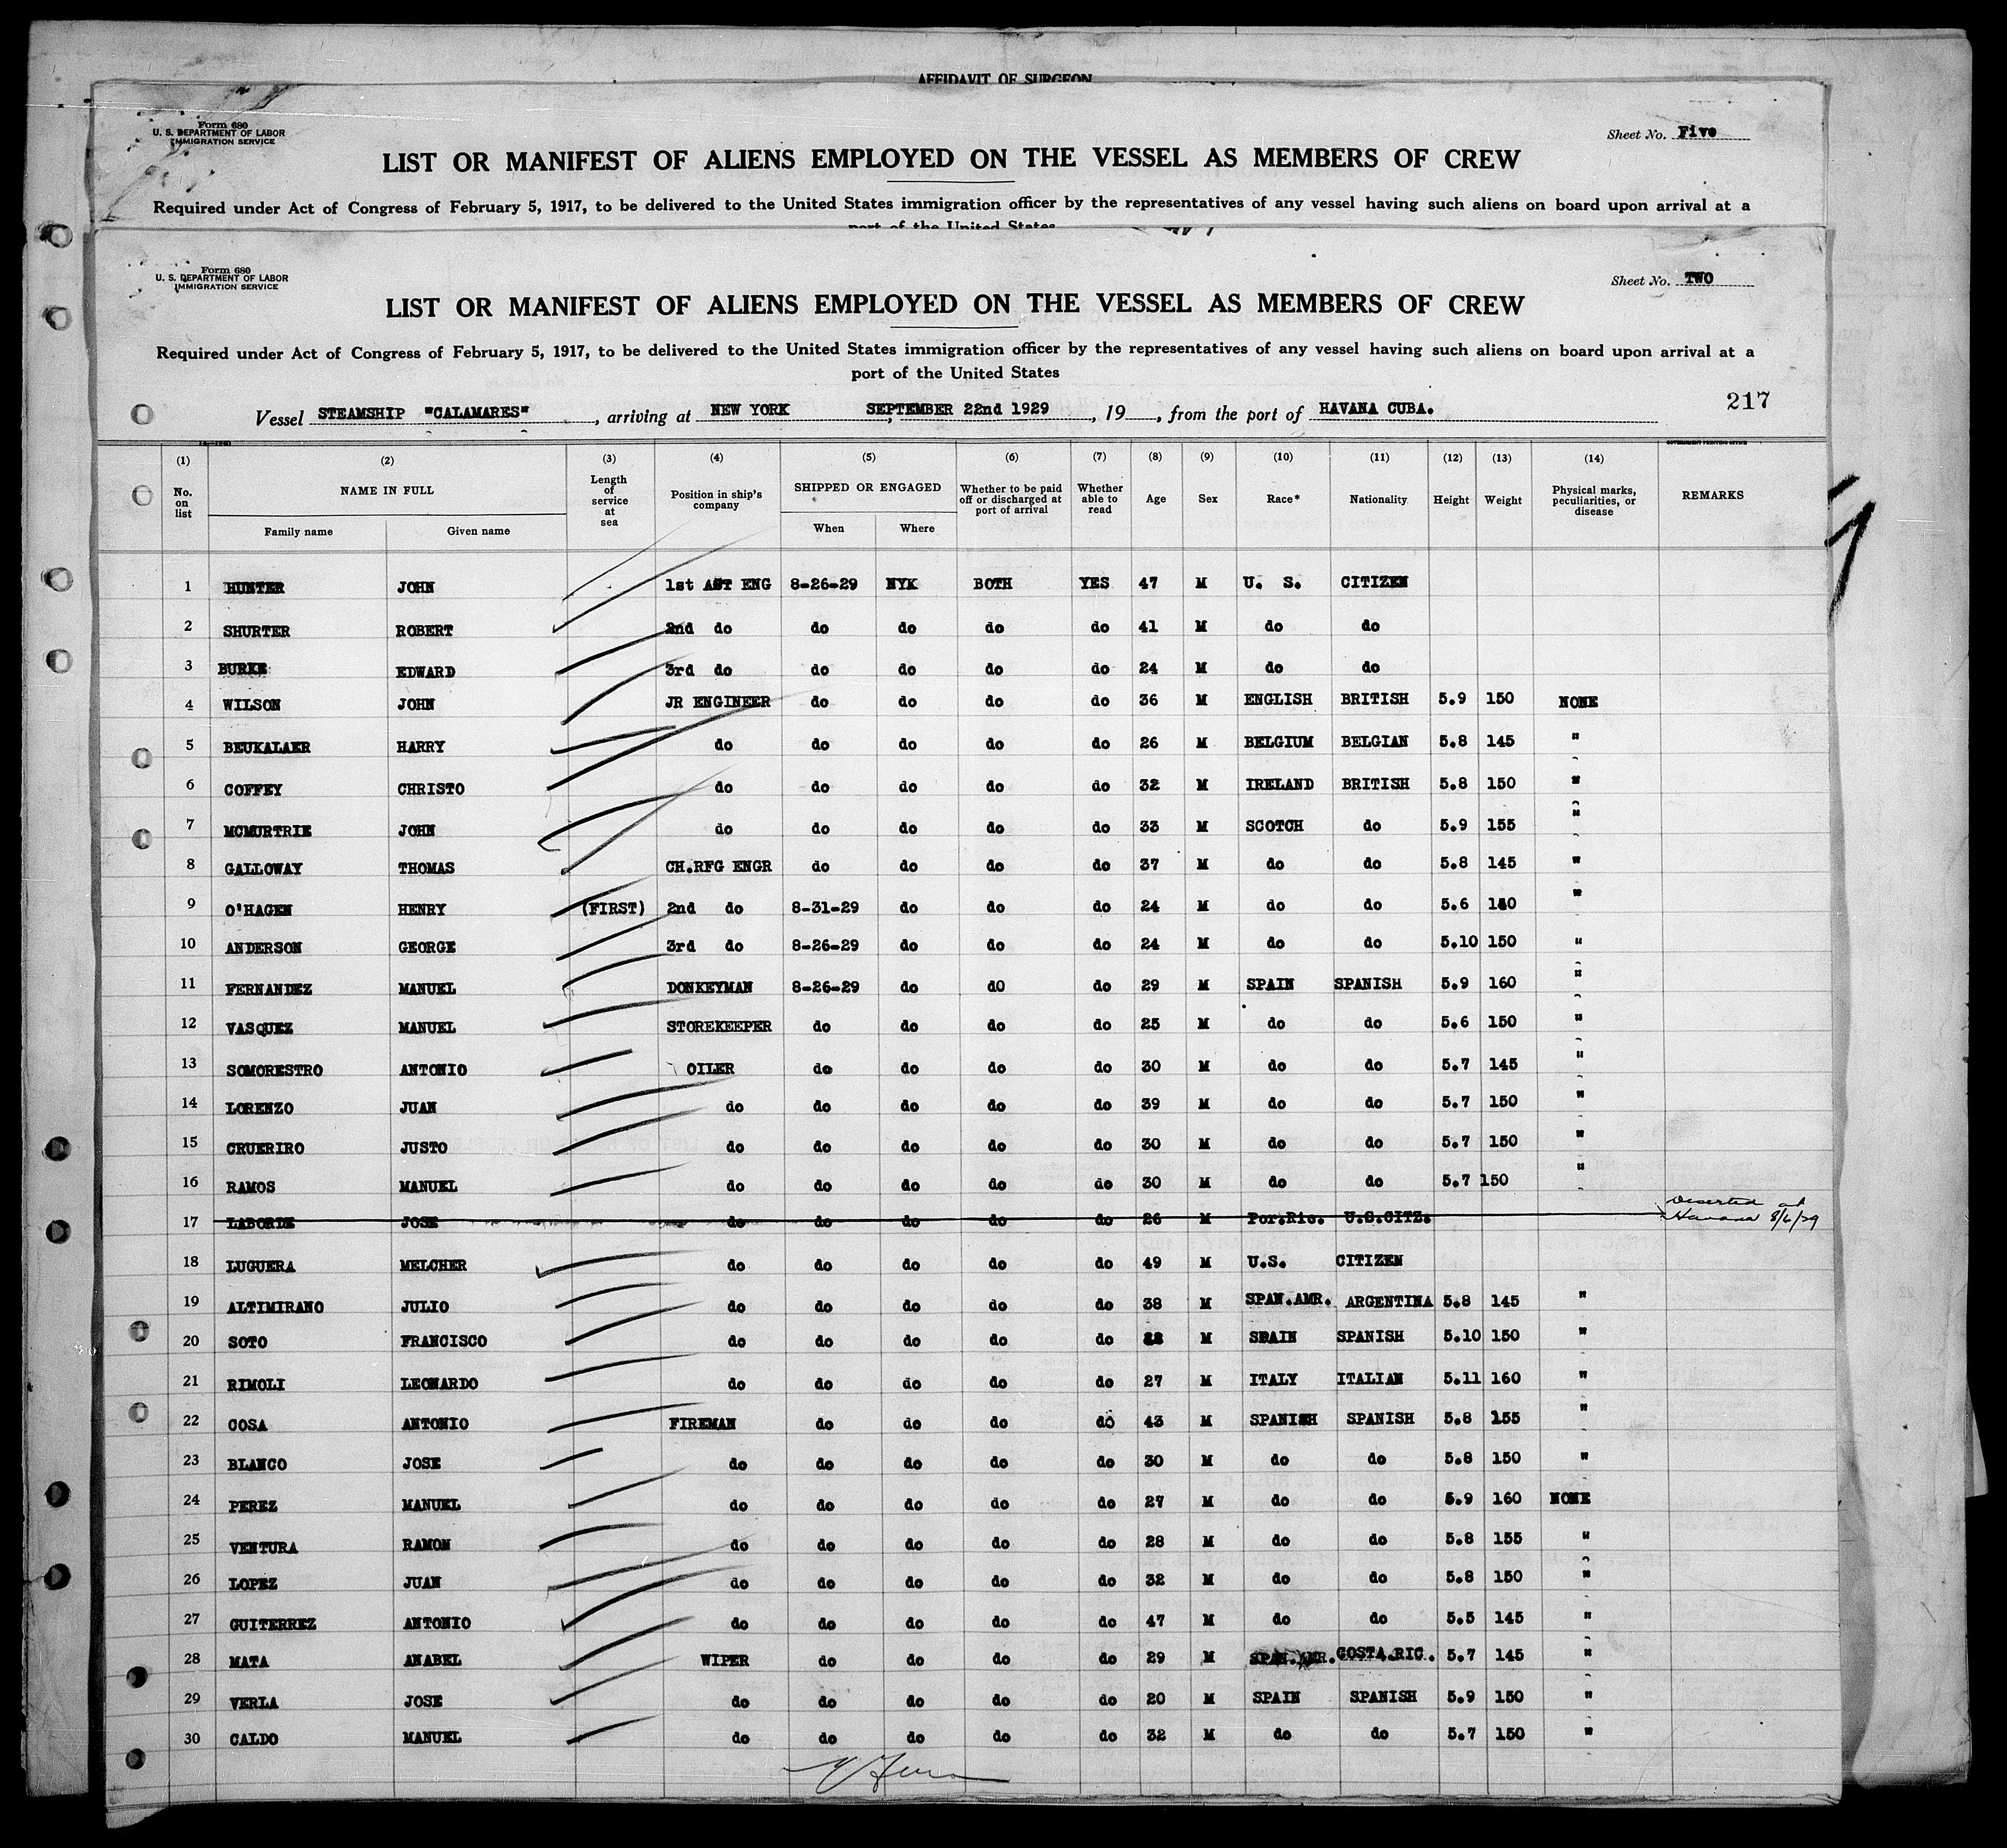 AFFIDAVIT OF SURGEON
Form 680
U. S. DEPARTMENT OF LABOR
IMMIGRATION SERVICE
Sheet No. Five
LIST OR MANIFEST OF ALIENS EMPLOYED ON THE VESSEL AS MEMBERS OF CREW
Required under Act of Congress of February 5, 1917, to be delivered to the United States immigration officer by the representatives of any vessel having such aliens on board upon arrival at a
port of the United States
Form 680
U. S. DEPARTMENT OF LABOR
IMMIGRATION SERVICE
Sheet No. TWO
LIST OR MANIFEST OF ALIENS EMPLOYED ON THE VESSEL AS MEMBERS OF CREW
Required under Act of Congress of February 5, 1917, to be delivered to the United States immigration officer by the representatives of any vessel having such aliens on board upon arrival at a
port of the United States
Vessel STEAMSHIP "CALAMARES", arriving at NEW YORK, SEPTEMBER 22nd 1929, 19, from the port of HAVANA CUBA.
217
GOVERNMENT PRINTING OFFICE
(1) (2) (3) (4) (5) (6) (7) (8) (9) (10) (11) (12) (13) (14)
No. on list NAME IN FULL Length of service at sea Position in ship's company SHIPPED OR ENGAGED Whether to be paid off or discharged at port of arrival Whether able to read Age Sex Race* Nationality Height Weight Physical marks, peculiarities, or disease REMARKS
Family name Given name When Where
1 HUNTER JOHN 1st AST ENG 8-26-29 NYK BOTH YES 47 M U. S. CITIZEN
2 SHURTER ROBERT 2nd do do do do do 41 M do do
3 BURKE EDWARD 3rd do do do do do 24 M do do
4 WILSON JOHN JR ENGINEER do do do do 36 M ENGLISH BRITISH 5.9 150 NONE
5 BEUKALAER HARRY do do do do do 26 M BELGIUM BELGIAN 5.8 145 "
6 COFFEY CHRISTO do do do do do 32 M IRELAND BRITISH 5.8 150 "
7 MCMURTRIE JOHN do do do do do 33 M SCOTCH do 5.9 155 "
8 GALLOWAY THOMAS CH.RFG ENGR do do do do 37 M do do 5.8 145 "
9 O'HAGEN HENRY (FIRST) 2nd do 8-31-29 do do do 24 M do do 5.6 "
10 ANDERSON GEORGE 3rd do 8-26-29 do do do 24 M do do 5.10 150 "
11 FERNANDEZ MANUEL DONKEYMAN 8-26-29 do dO do 29 M SPAIN SPANISH 5.9 160 "
12 VASQUEZ MANUEL STOREKEEPER do do do do 25 M do do 5.6 150 "
13 SOMORESTRO ANTONIO OILER do do do do 30 M do do 5.7 145 "
14 LORENZO JUAN do do do do do 39 M do do 5.7 150 "
15 CRUERIRO JUSTO do do do do do 30 M do do 5.7 150 "
16 RAMOS MANUEL do do do do do 30 M do do 5.7 150 "
17 LABORDE JOSE do do do do do 26 M Por.Ric. U.S.CITZ. Deserted at
Havana 8/6/29
18 LUGUERA MELCHER do do do do do 49 M U.S. CITIZEN
19 ALTIMIRANO JULIO do do do do do 38 M SPAN.AMR. ARGENTINA 5.8 145 "
20 SOTO FRANCISCO do do do do do M SPAIN SPANISH 5.10 150 "
21 RIMOLI LEONARDO do do do do do 27 M ITALY ITALIAN 5.11 160 "
22 COSA ANTONIO FIREMAN do do do do 43 M SPANISH SPANISH 5.8 155 "
23 BLANCO JOSE do do do do do 30 M do do 5.8 150 "
24 PEREZ MANUEL do do do do do 27 M do do 5.9 160 NONE
25 VENTURA RAMON do do do do do 28 M do do 5.8 155 "
26 LOPEZ JUAN do do do do do 32 M do do 5.8 150 "
27 GUITERREZ ANTONIO do do do do do 47 M do do 5.5 145 "
28 MATA ANABEL WIPER do do do do 29 M SPAN.AMR. COSTA.RIC. 5.7 145 "
29 VERLA JOSE do do do do do 20 M SPAIN SPANISH 5.9 150 "
30 CALDO MANUEL do do do do do 32 M do do 5.7 150 "